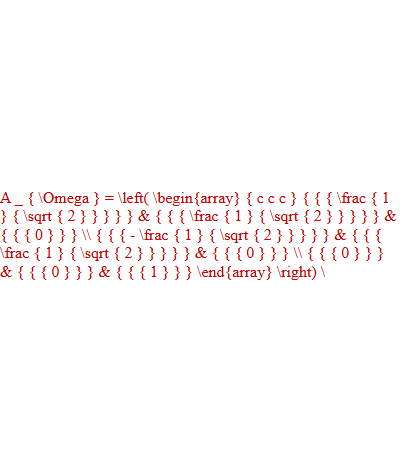 A _ { \Omega } = \left( \begin{array} { c c c } { { { \frac { 1
} { \sqrt { 2 } } } } } & { { { \frac { 1 } { \sqrt { 2 } } } } } &
{ { { 0 } } } \\ { { { - \frac { 1 } { \sqrt { 2 } } } } } & { { {
\frac { 1 } { \sqrt { 2 } } } } } & { { { 0 } } } \\ { { { 0 } } }
& { { { 0 } } } & { { { 1 } } } \end{array} \right) \